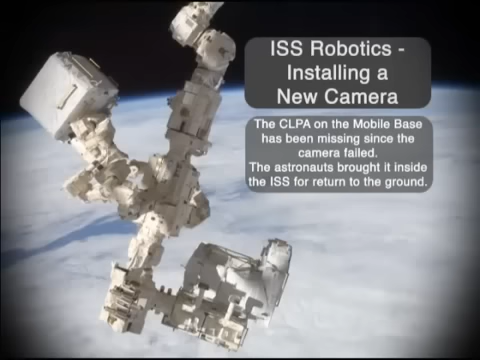 ISS Robotics -
Installing a
New Camera
The CLPA on the Mobile Base
has been missing since the
camera failed.
The astronauts brought it inside
the ISS for return to the ground.